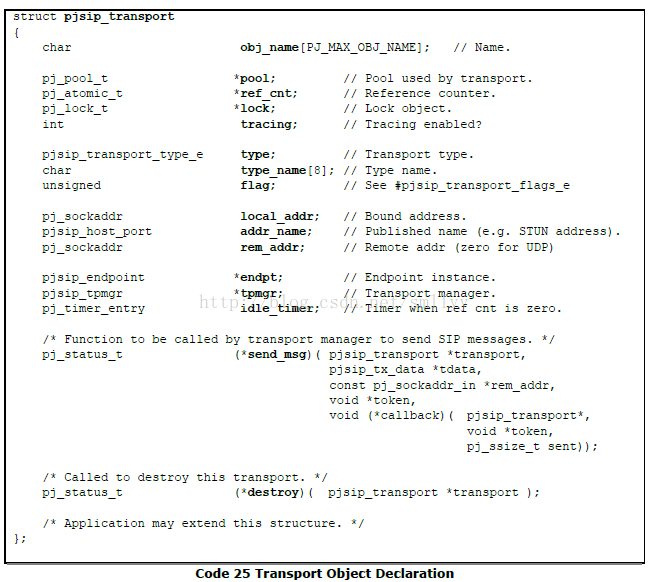 struct pjsip_transport
{
    char                       obj_name[PJ_MAX_OBJ_NAME];   // Name.

    pj_pool_t                 *pool;         // Pool used by transport.
    pj_atomic_t               *ref_cnt;      // Reference counter.
    pj_lock_t                 *lock;         // Lock object.
    int                        tracing;      // Tracing enabled?

    pjsip_transport_type_e     type;         // Transport type.
    char                       type_name[8]; // Type name.
    unsigned                   flag;         // See #pjsip_transport_flags_e

    pj_sockaddr                local_addr;   // Bound address.
    pjsip_host_port            addr_name;    // Published name (e.g. STUN address).
    pj_sockaddr                rem_addr;     // Remote addr (zero for UDP)

    pjsip_endpoint            *endpt;        // Endpoint instance.
    pjsip_tpmgr               *tpmgr;        // Transport manager.
    pj_timer_entry             idle_timer;   // Timer when ref cnt is zero.

    /* Function to be called by transport manager to send SIP messages. */
    pj_status_t               (*send_msg)( pjsip_transport *transport,
                                           pjsip_tx_data *tdata,
                                           const pj_sockaddr_in *rem_addr,
                                           void *token,
                                           void (*callback)(  pjsip_transport*,
                                                              void *token,
                                                              pj_ssize_t sent));

    /* Called to destroy this transport. */
    pj_status_t               (*destroy)(  pjsip_transport *transport );

    /* Application may extend this structure. */
};
Code 25 Transport Object Declaration